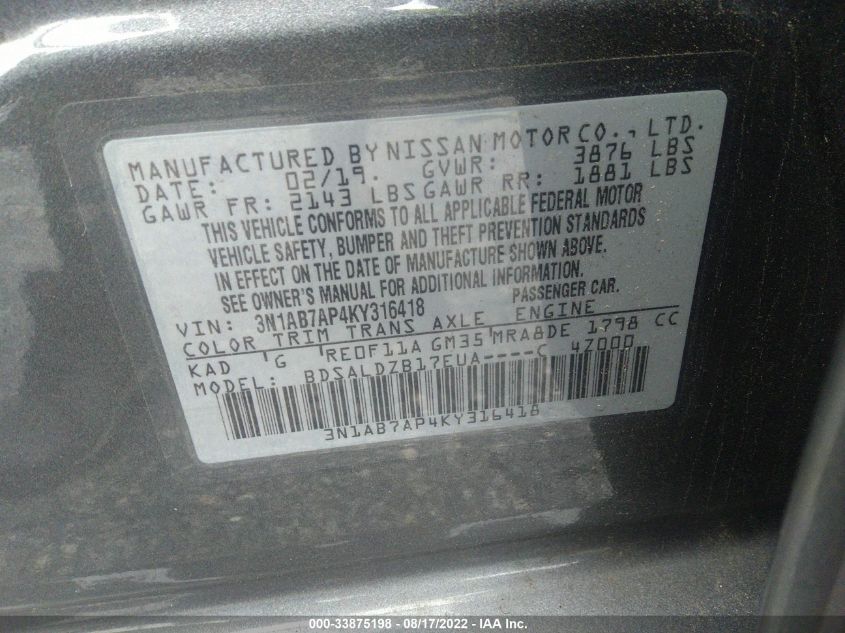 MANUFACTURED BY NISSAN MOTOR CO., LTD.
DATE: 02/19. GVWR: 3876 LBS
GAWR FR: 2143 LBS GAWR RR: 1881 LBS
THIS VEHICLE CONFORMS TO ALL APPLICABLE FEDERAL MOTOR
VEHICLE SAFETY, BUMPER AND THEFT PREVENTION STANDARDS
IN EFFECT ON THE DATE OF MANUFACTURE SHOWN ABOVE.
SEE OWNER'S MANUAL FOR ADDITIONAL INFORMATION.
VIN: 3N1AB7AP4KY316418 PASSENGER CAR.
COLOR TRIM TRANS AXLE ENGINE
KAD G RE0F11A GM35 MRA8DE 1798 CC
MODEL: BDSALDZB17EUA----C 4Z000
3N1AB7AP4KY316418
000-33875198 - 08/17/2022 - IAA Inc.